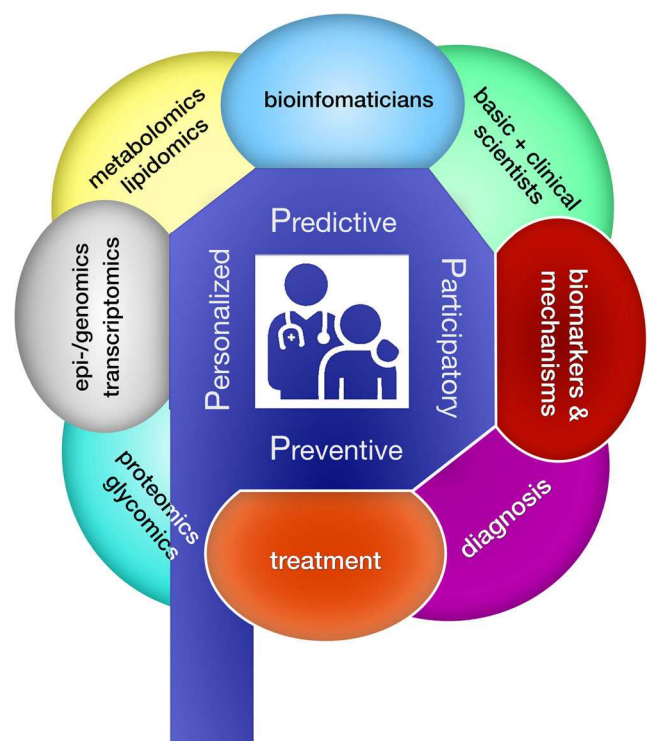 bioinfomaticians
basic + clinical
scientists
biomarkers &
mechanisms
diagnosis
treatment
proteomics
glycomics
epi-/genomics
transcriptomics
metabolomics
lipidomics
Predictive
Participatory
Preventive
Personalized